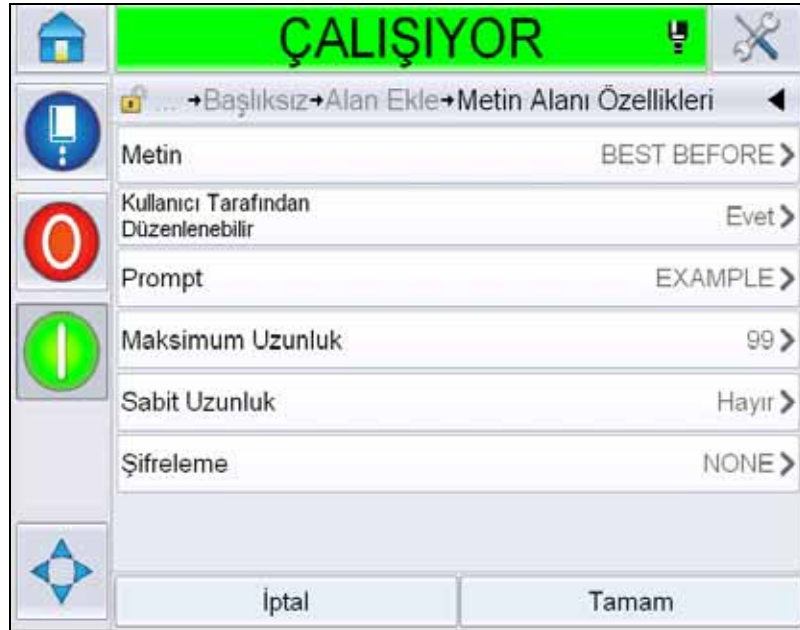 ÇALIŞIYOR
... →Başlıksız→Alan Ekle→Metin Alanı Özellikleri
Metin BEST BEFORE
Kullanıcı Tarafından
Düzenlenebilir Evet
Prompt EXAMPLE
Maksimum Uzunluk 99
Sabit Uzunluk Hayır
Şifreleme NONE
İptal Tamam